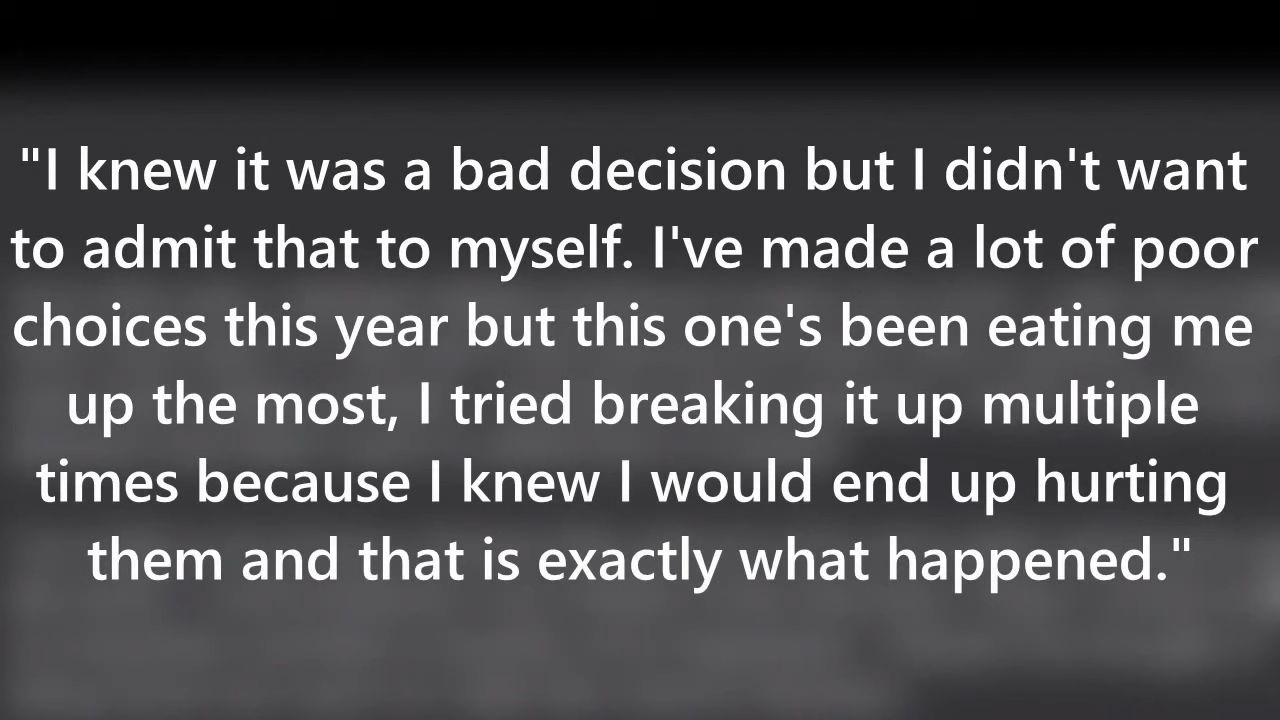 "I knew it was a bad decision but I didn't want
to admit that to myself. I've made a lot of poor
choices this year but this one's been eating me
up the most, I tried breaking it up multiple
times because I knew I would end up hurting
them and that is exactly what happened."